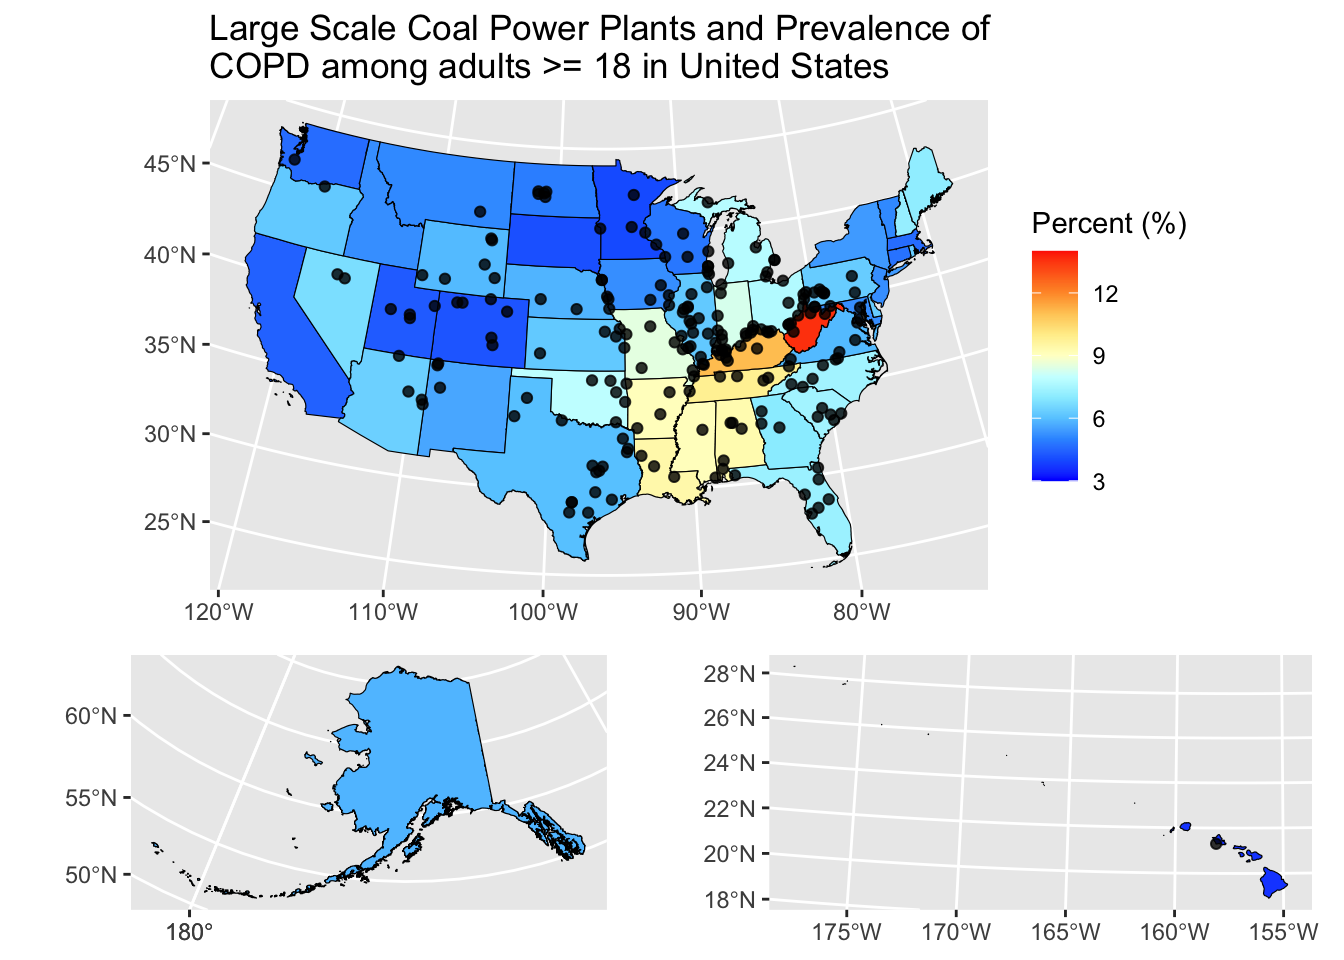 Large Scale Coal Power Plants and Prevalence of
COPD among adults >= 18 in United States
45°N
40°N
35°N
30°N
25°N
120°W 110°W 100°W 90°W 80°W
Percent (%)
12
9
6
3
60°N
55°N
50°N
180°
28°N
26°N
24°N
22°N
20°N
18°N
175°W 170°W 165°W 160°W 155°W